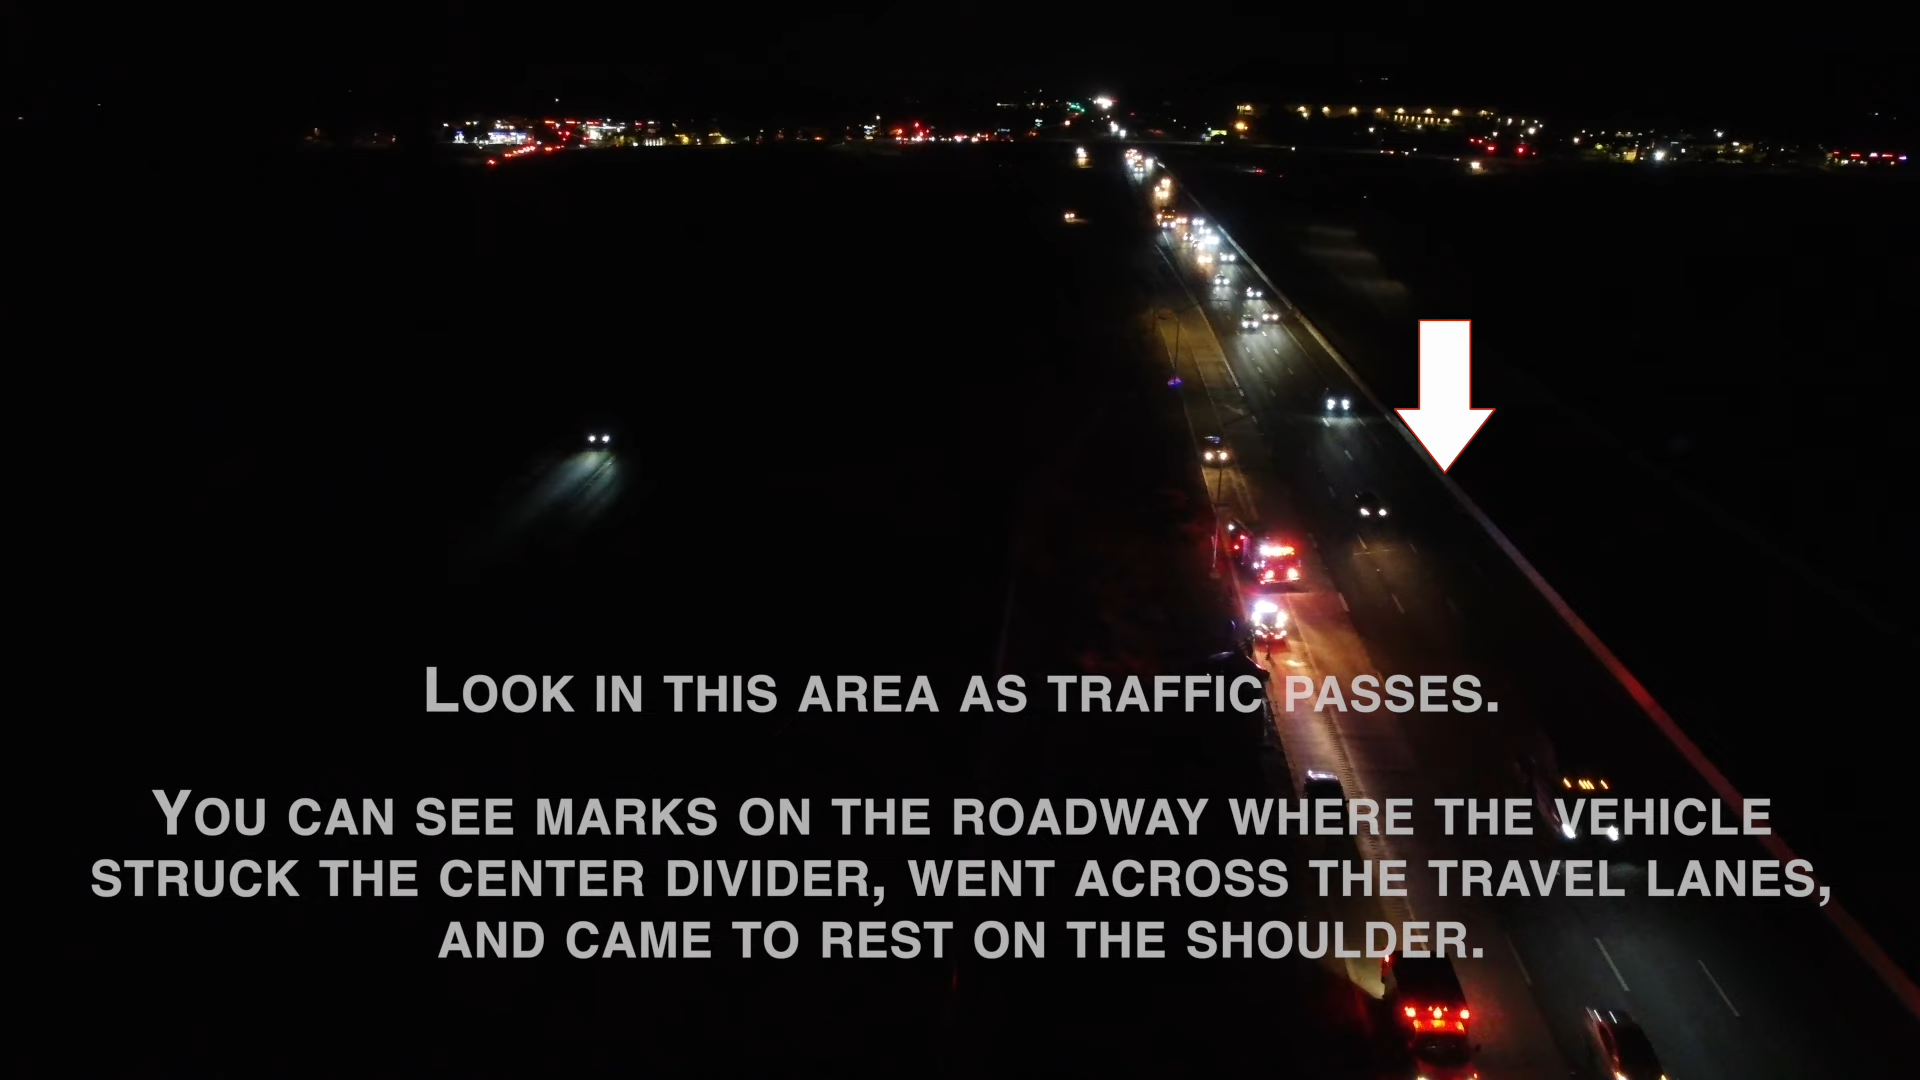 Look in this area as traffic passes.
You can see marks on the roadway where the vehicle
struck the center divider, went across the travel lanes,
and came to rest on the shoulder.